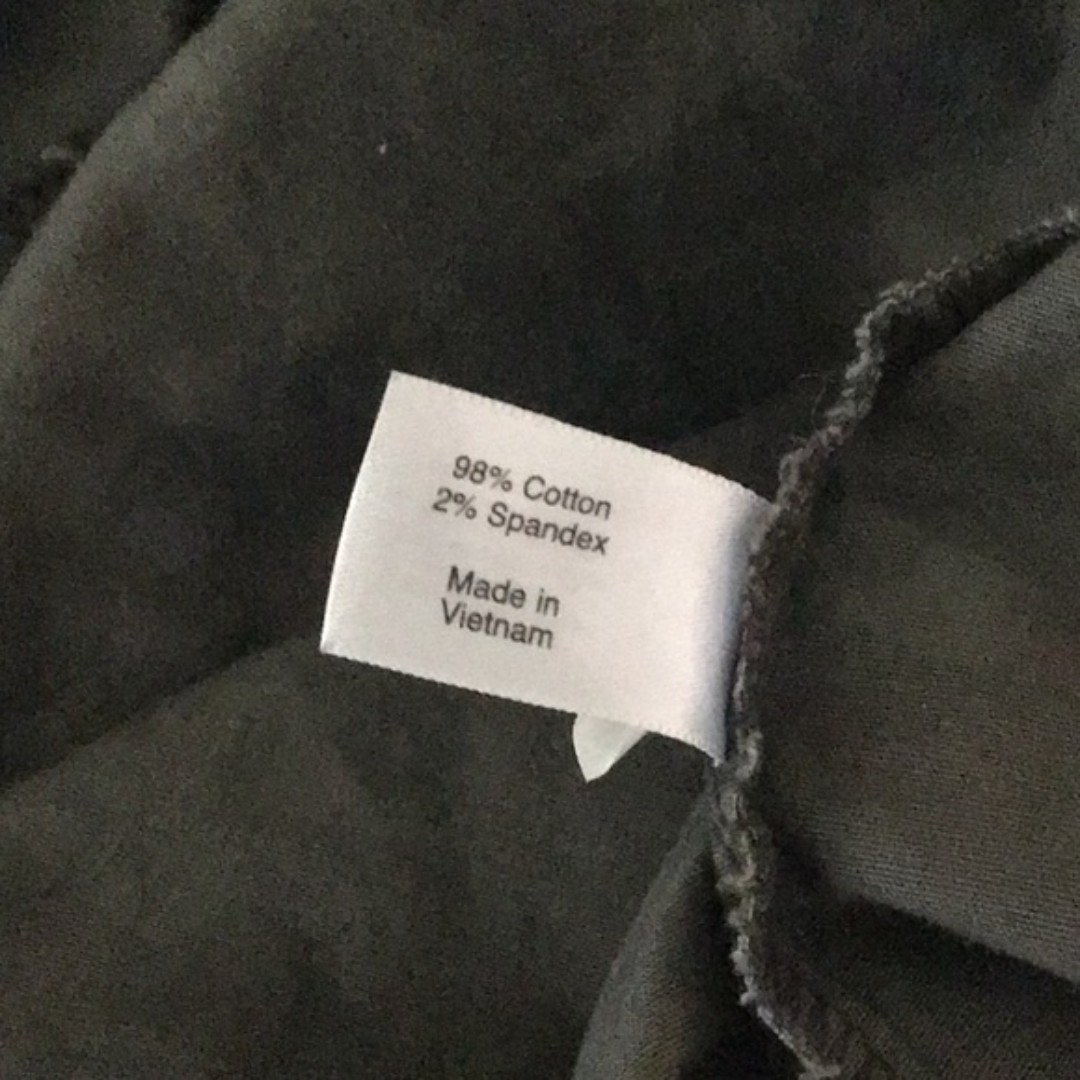 98% Cotton
2% Spandex
Made in
Vietnam